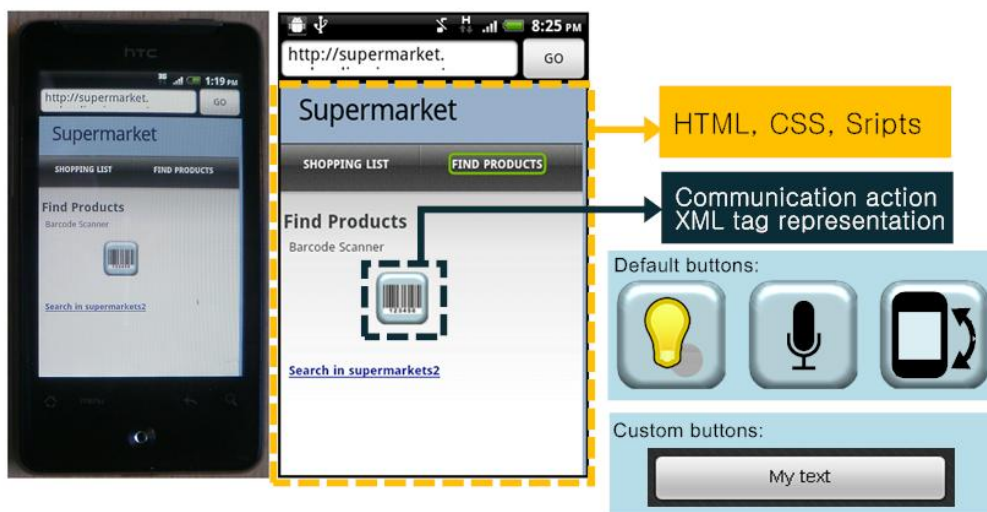 hTC
1:19 PM
http://supermarket.
GO
Supermarket
SHOPPING LIST
FIND PRODUCTS
Find Products
Barcode Scanner
123456
Search in supermarkets2
menu
H
8:25 PM
http://supermarket.
GO
Supermarket
SHOPPING LIST
FIND PRODUCTS
Find Products
Barcode Scanner
123456
Search in supermarkets2
HTML, CSS, Sripts
Communication action
XML tag representation
Default buttons:
Custom buttons:
My text